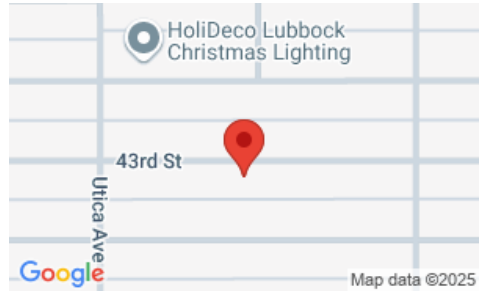 HoliDeco Lubbock
Christmas Lighting
43rd St
Utica Ave
Google
Map data ©2025